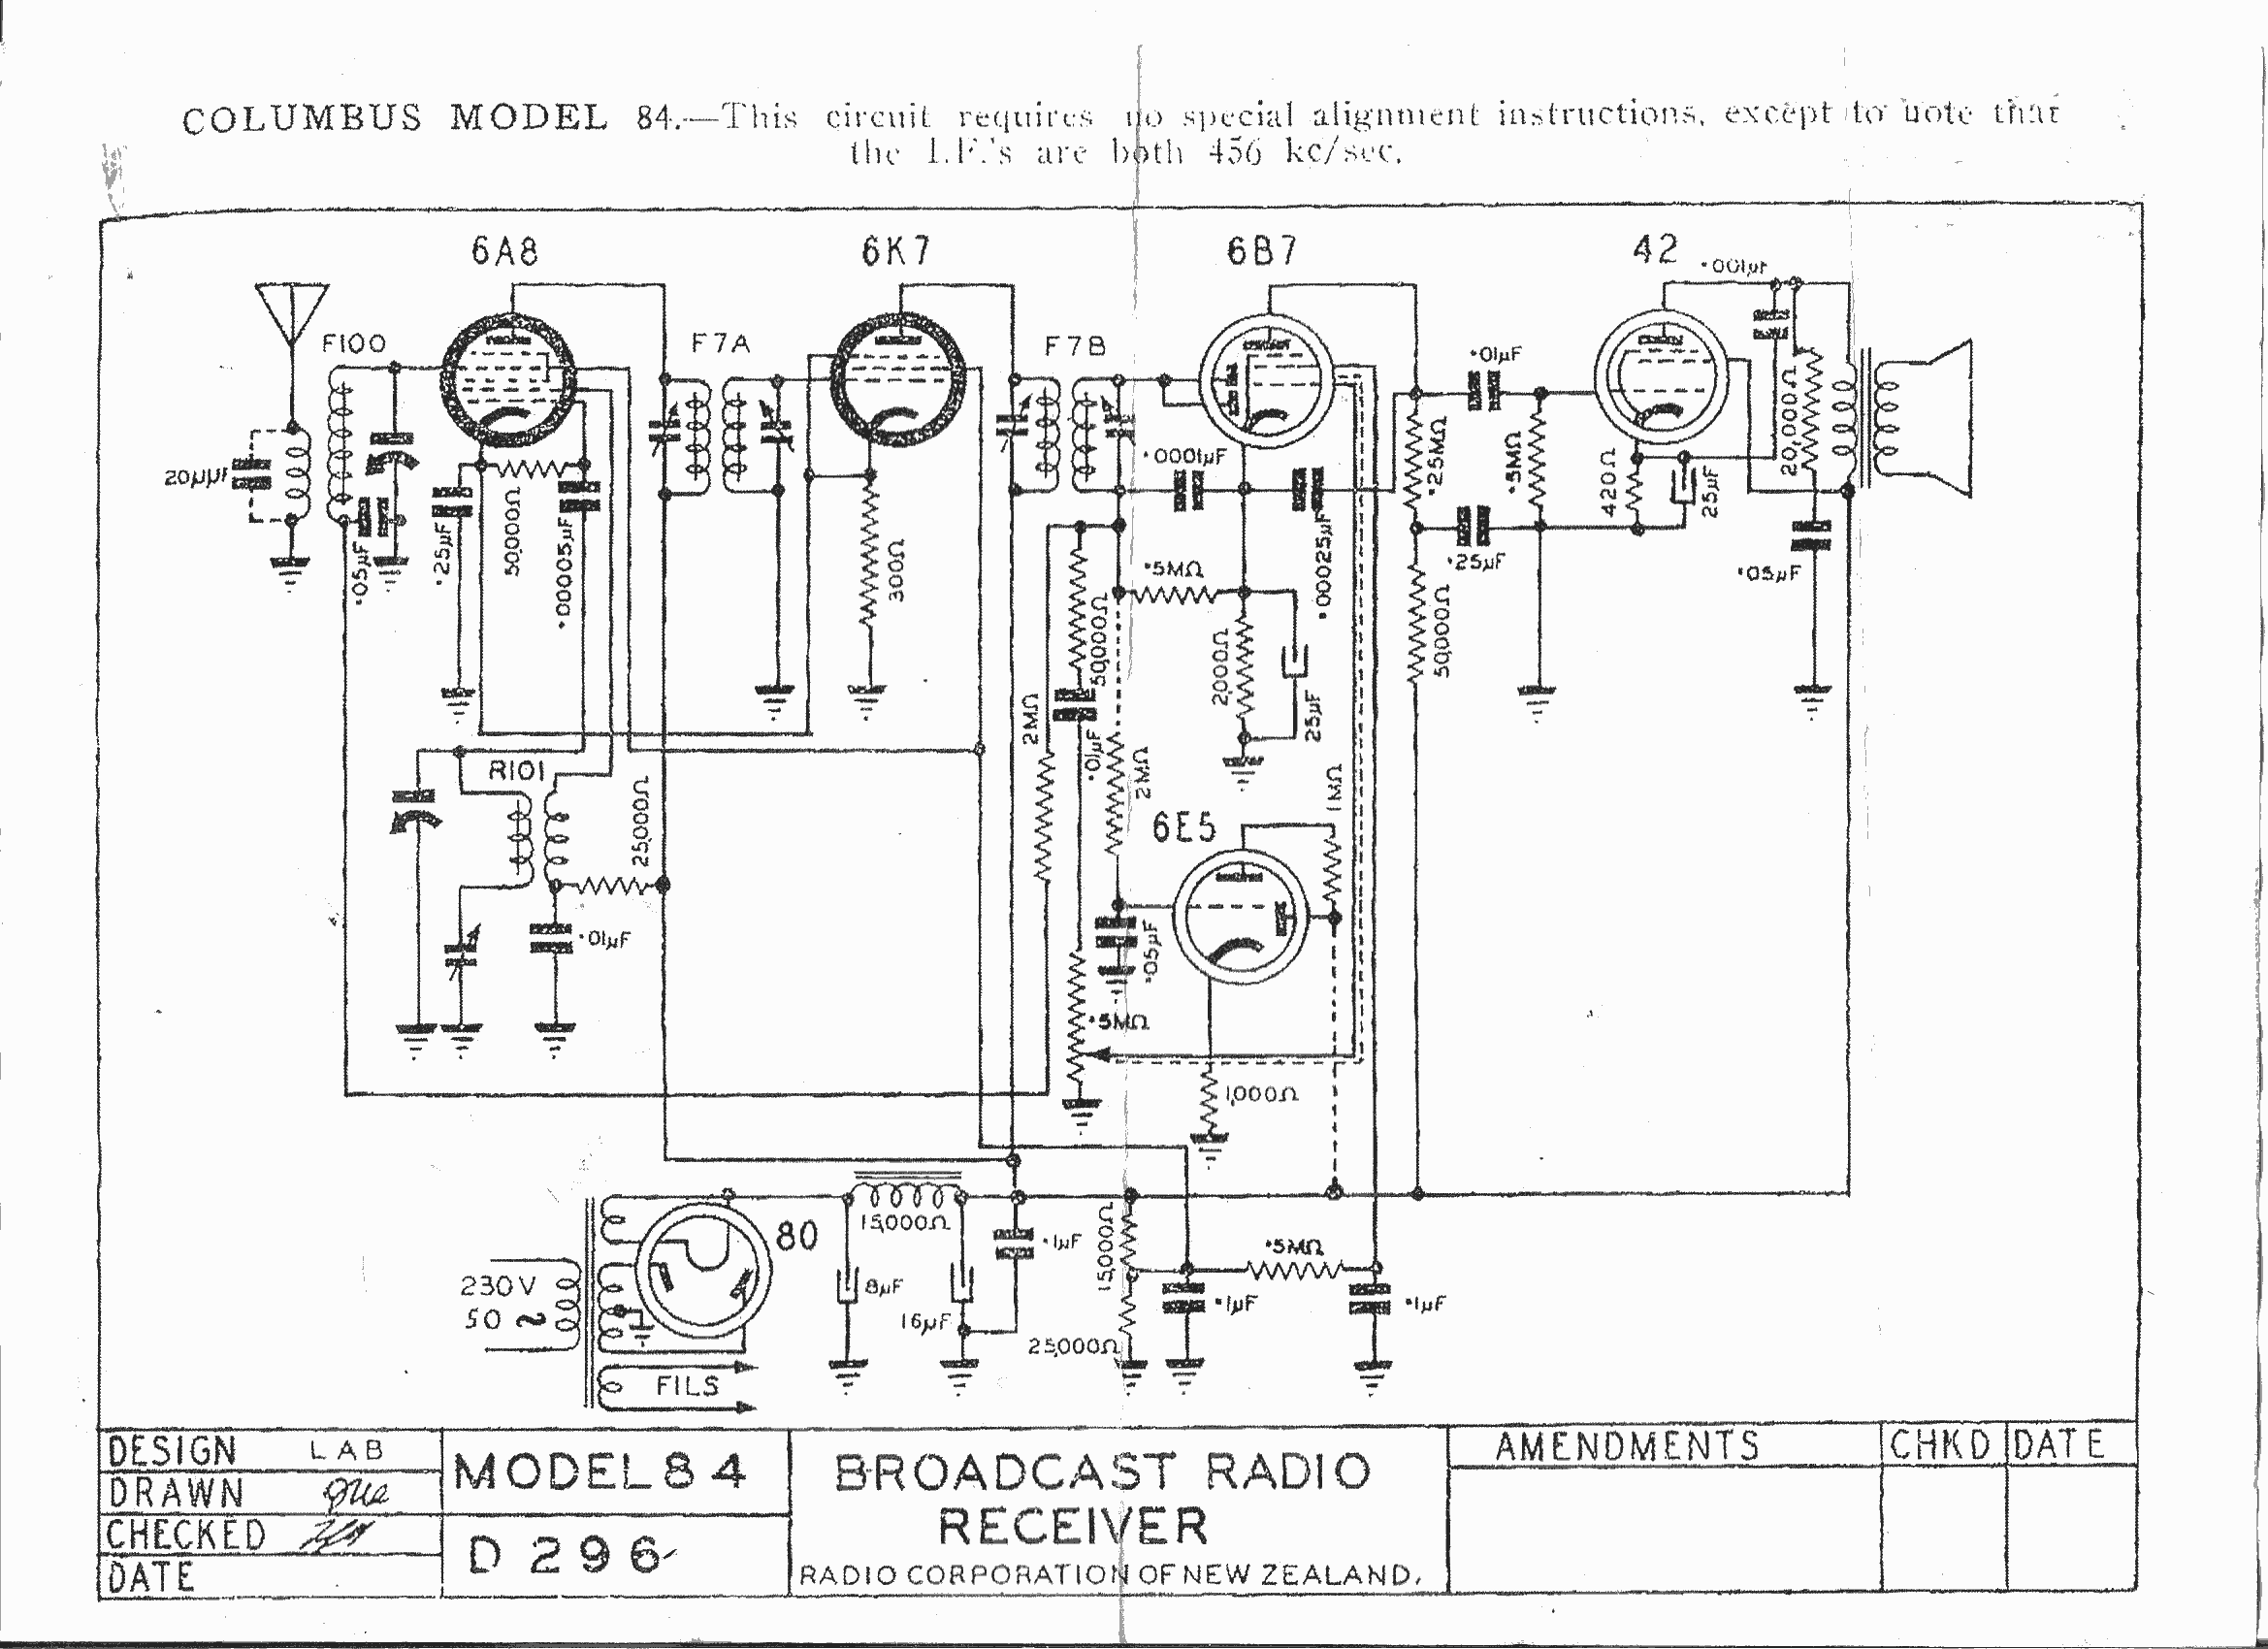 COLUMBUS MODEL 84.—This circuit requires no special alignment instructions, except to note that
the I.F.'s are both 456 kc/sec.
6A8
6K7
6B7
42
·001µF
F100
F7A
F7B
·01µF
20µµF
·05µF
·25µF
50,000Ω
·00005µF
300Ω
·0001µF
·00025µF
·25MΩ
·5MΩ
420Ω
25µF
20,000Ω
·25µF
·05µF
·5MΩ
50,000Ω
50,000Ω
2,000Ω
25µF
2MΩ
·01µF
2MΩ
1MΩ
R101
25,000Ω
6E5
·01µF
·05µF
·5MΩ
1,000Ω
80
15,000Ω
·1µF
15,000Ω
·5MΩ
230V
50 ~
8µF
16µF
·1µF
·1µF
25,000Ω
FILS
DESIGN LAB
DRAWN
CHECKED
DATE
MODEL 84
D 296
BROADCAST RADIO
RECEIVER
RADIO CORPORATION OF NEW ZEALAND.
AMENDMENTS
CHKD
DATE